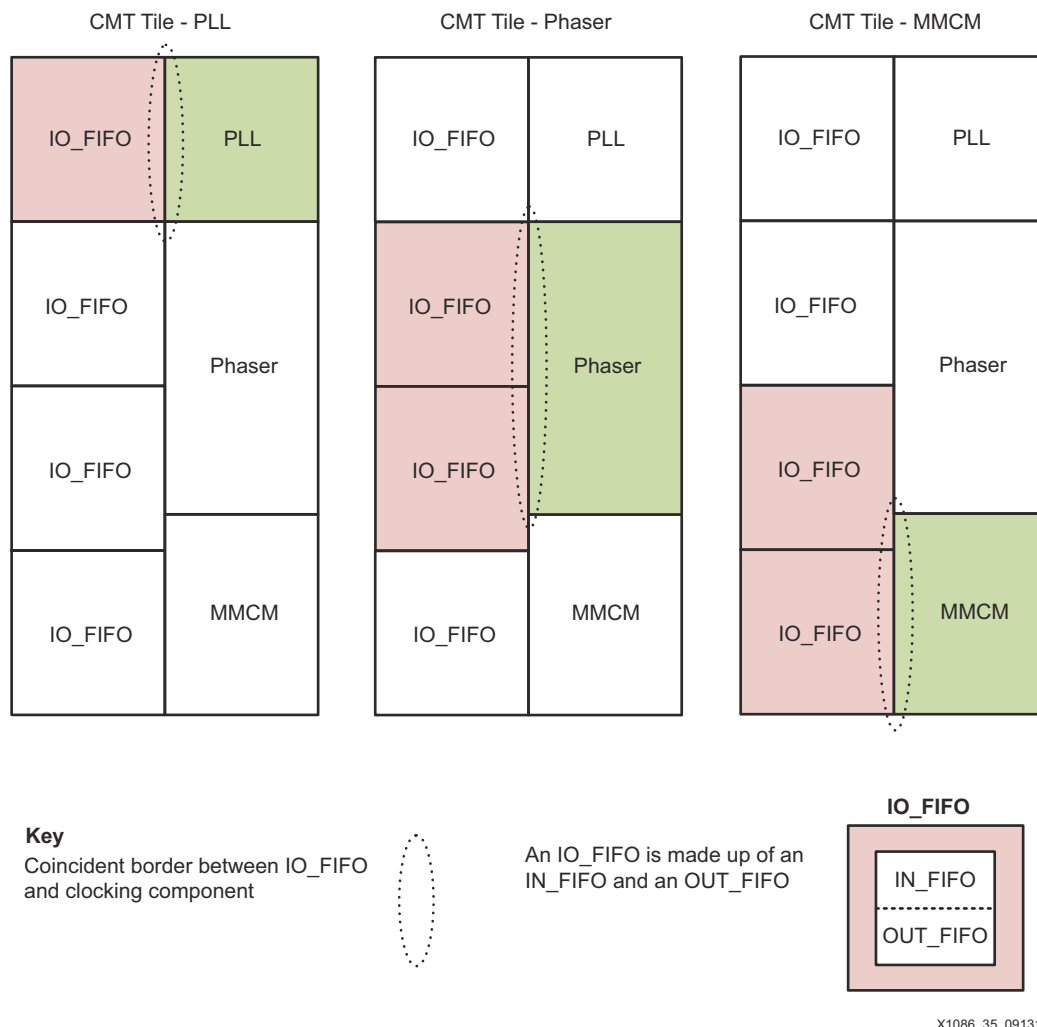 CMT Tile - PLL
IO_FIFO
PLL
IO_FIFO
Phaser
IO_FIFO
IO_FIFO
MMCM
CMT Tile - Phaser
IO_FIFO
PLL
IO_FIFO
Phaser
IO_FIFO
IO_FIFO
MMCM
CMT Tile - MMCM
IO_FIFO
PLL
IO_FIFO
Phaser
IO_FIFO
IO_FIFO
MMCM
Key
Coincident border between IO_FIFO
and clocking component
An IO_FIFO is made up of an
IN_FIFO and an OUT_FIFO
IO_FIFO
IN_FIFO
OUT_FIFO